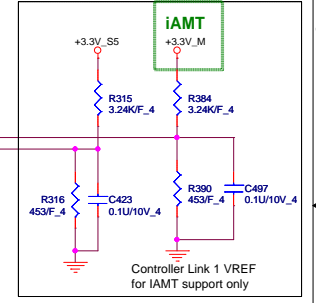 iAMT
+3.3V_S5
+3.3V_M
R315
3.24K/F_4
R384
3.24K/F_4
R316
453/F_4
C423
0.1U/10V_4
R390
453/F_4
C497
0.1U/10V_4
Controller Link 1 VREF
for IAMT support only